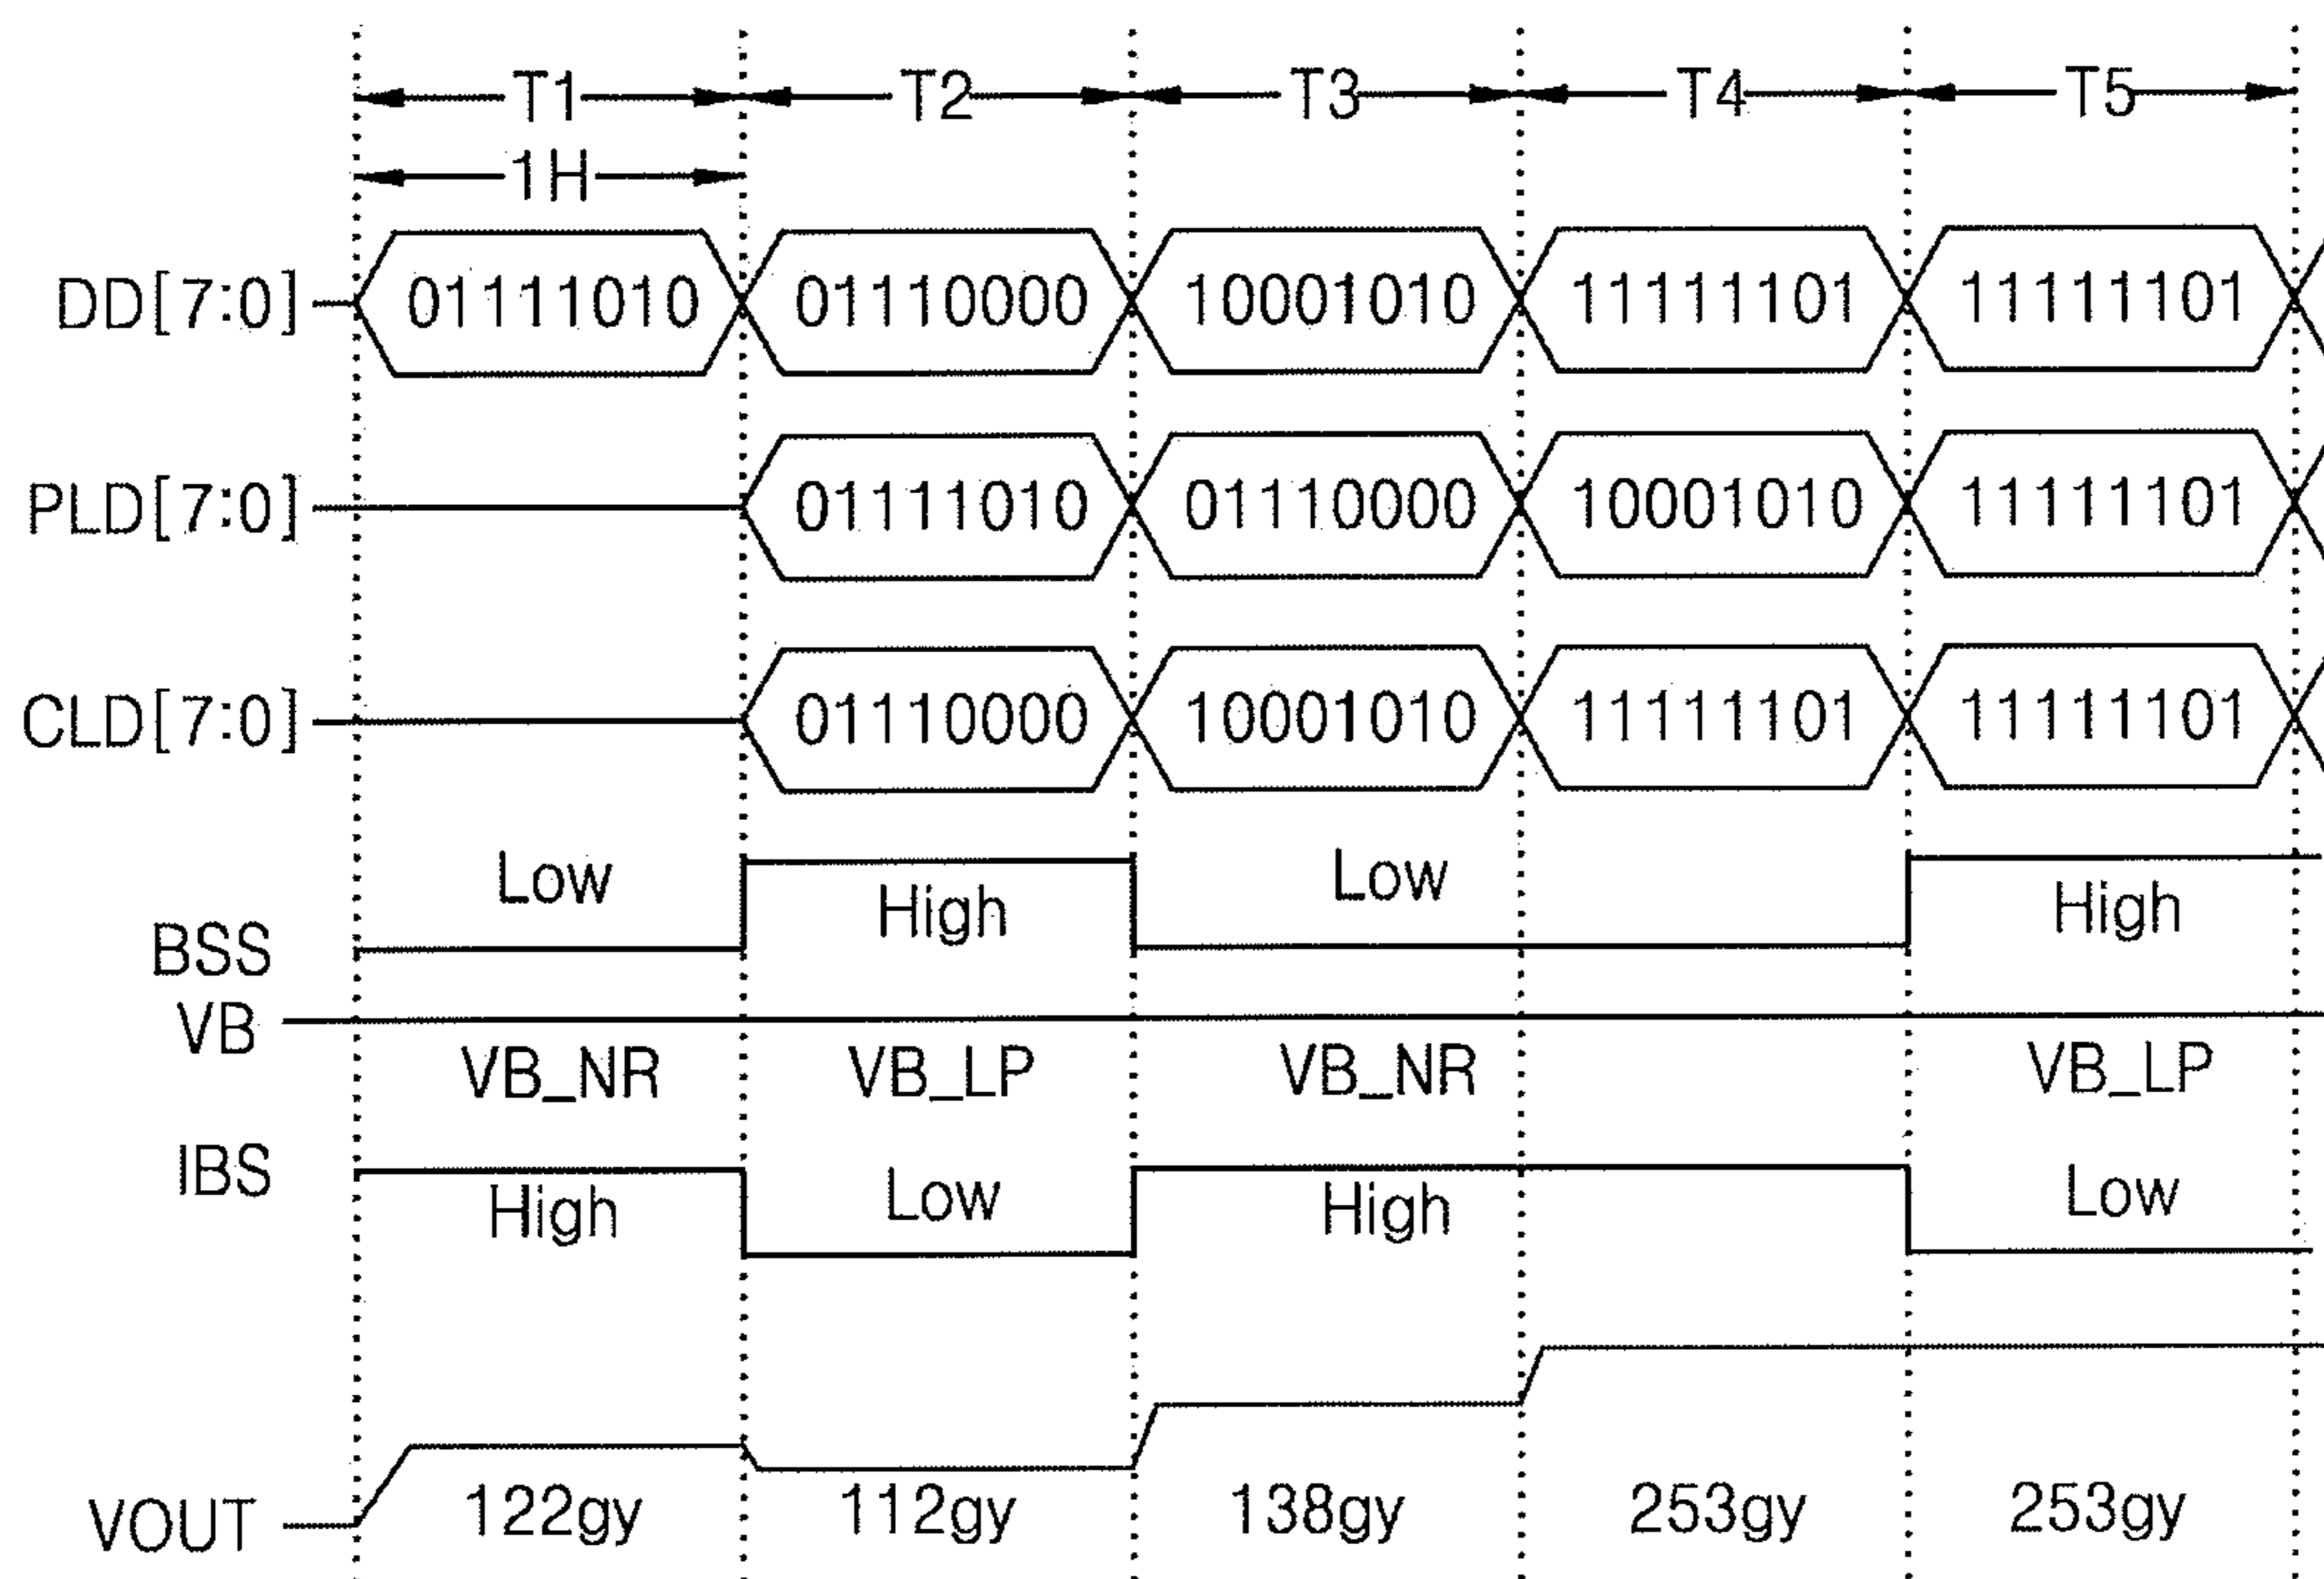 T1 T2 T3 T4 T5
1H
DD[7:0] 01111010 01110000 10001010 11111101 11111101
PLD[7:0] 01111010 01110000 10001010 11111101
CLD[7:0] 01110000 10001010 11111101 11111101
BSS Low High Low High
VB VB_NR VB_LP VB_NR VB_LP
IBS High Low High Low
VOUT 122gy 112gy 138gy 253gy 253gy